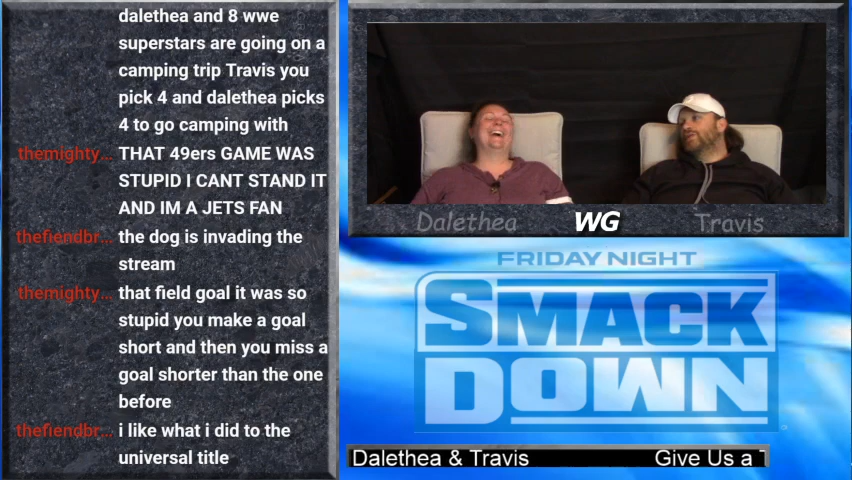 dalethea and 8 wwe
superstars are going on a
camping trip Travis you
pick 4 and dalethea picks
4 to go camping with
themighty... THAT 49ers GAME WAS
STUPID I CANT STAND IT
AND IM A JETS FAN
thefiendbr... the dog is invading the
stream
themighty... that field goal it was so
stupid you make a goal
short and then you miss a
goal shorter than the one
before
thefiendbr... i like what i did to the
universal title
Dalethea WG Travis
FRIDAY NIGHT
SMACK
DOWN
Dalethea & Travis Give Us a